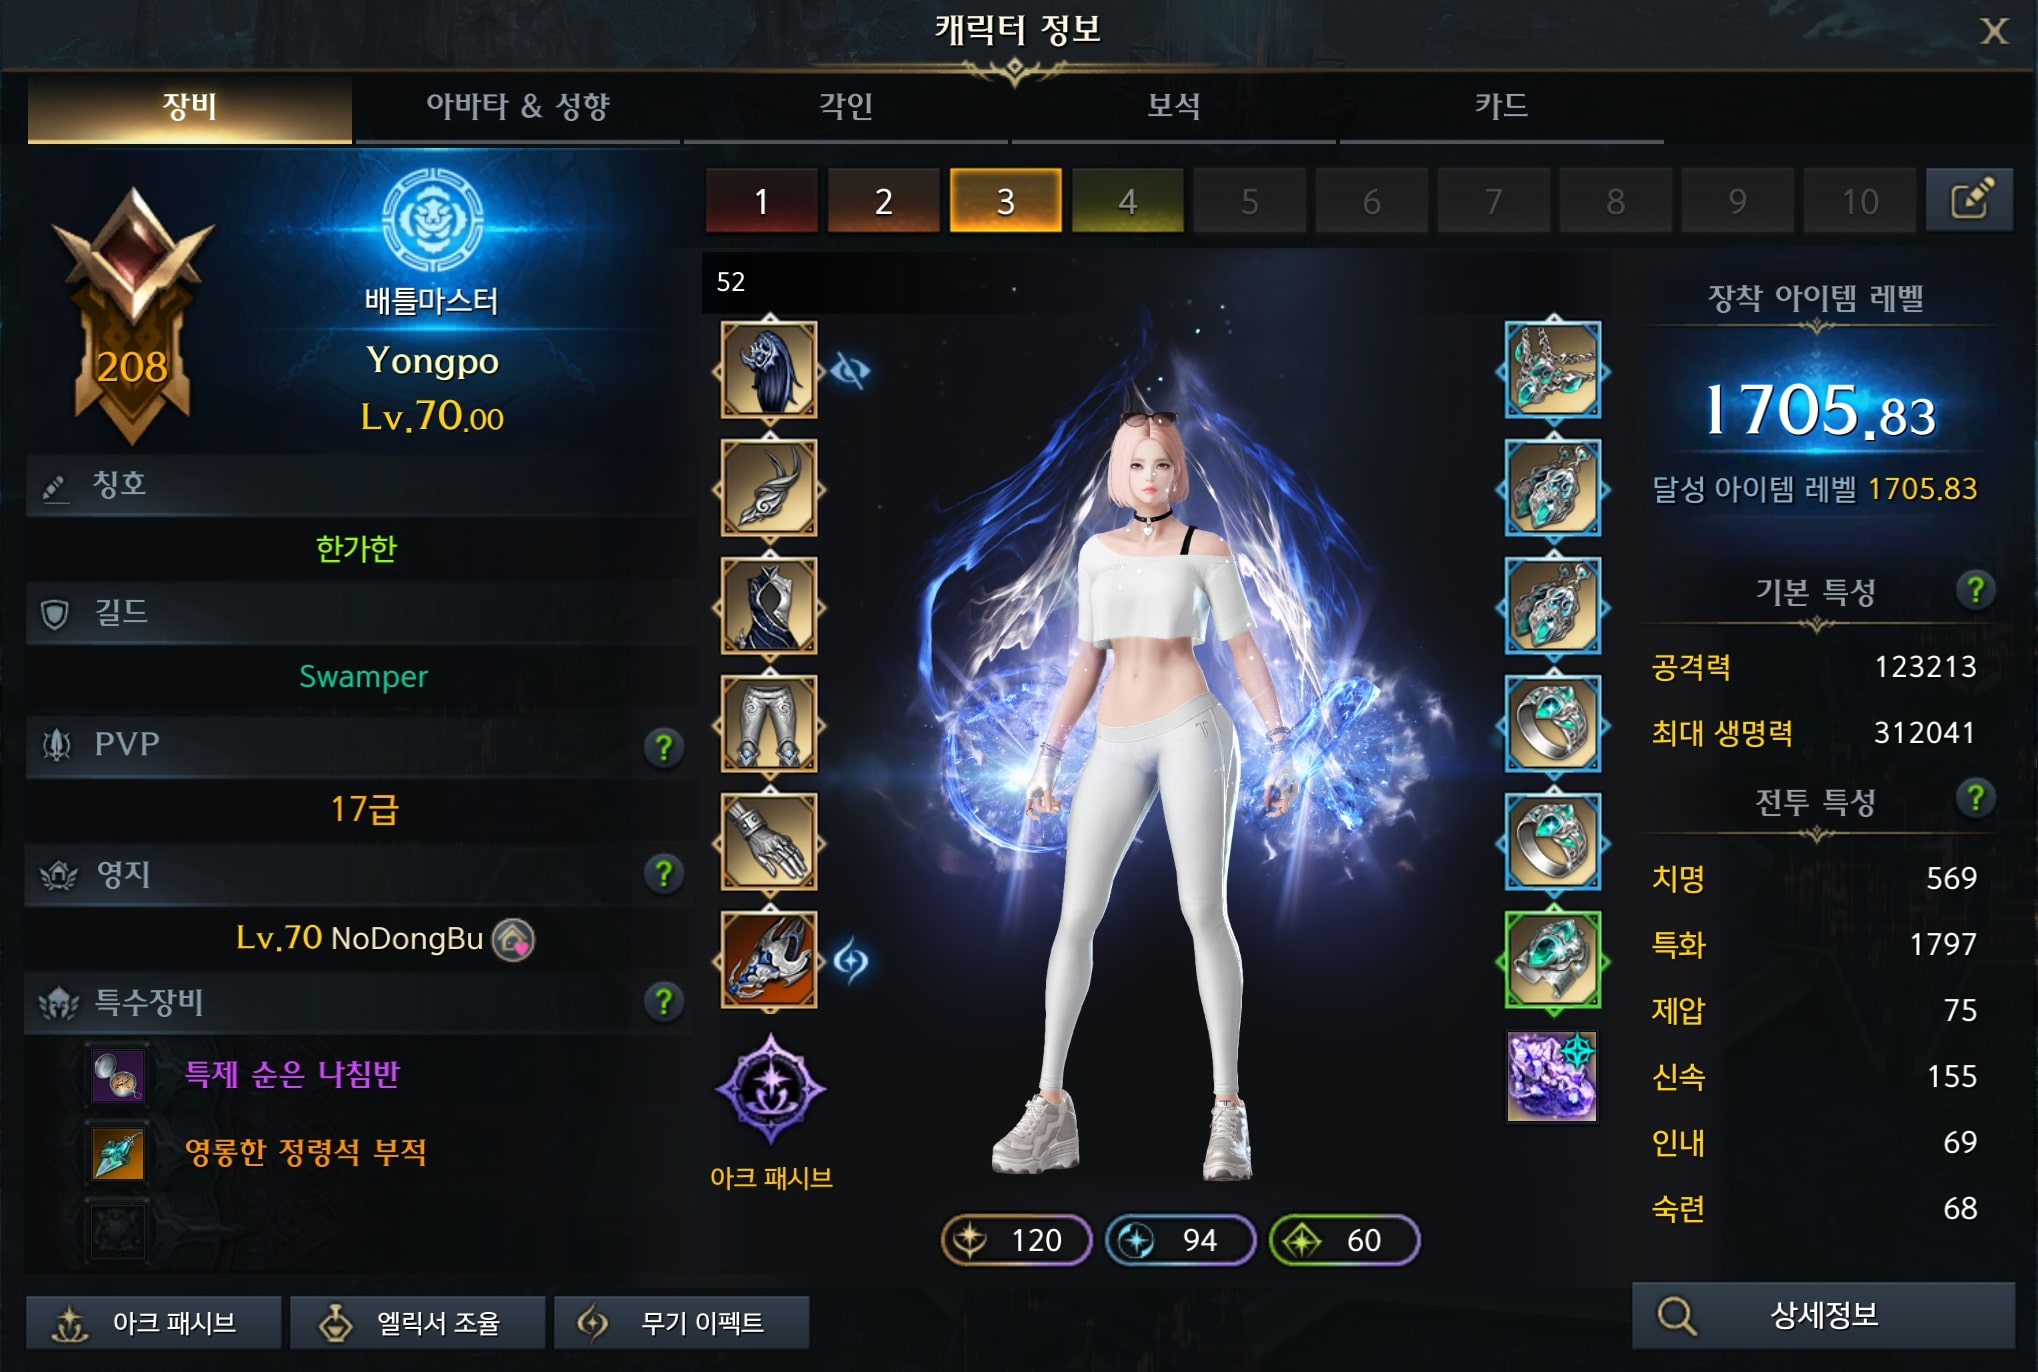 캐릭터 정보
X
장비
아바타 & 성향
각인
보석
카드
208
배틀마스터
Yongpo
Lv.70.00
칭호
한가한
길드
Swamper
PVP
?
17급
영지
?
Lv.70 NoDongBu
특수장비
?
특제 순은 나침반
영롱한 정령석 부적
아크 패시브
엘릭서 조율
무기 이펙트
1
2
3
4
5
6
7
8
9
10
52
아크 패시브
120
94
60
장착 아이템 레벨
1705.83
달성 아이템 레벨 1705.83
기본 특성
?
공격력 123213
최대 생명력 312041
전투 특성
?
치명 569
특화 1797
제압 75
신속 155
인내 69
숙련 68
상세정보